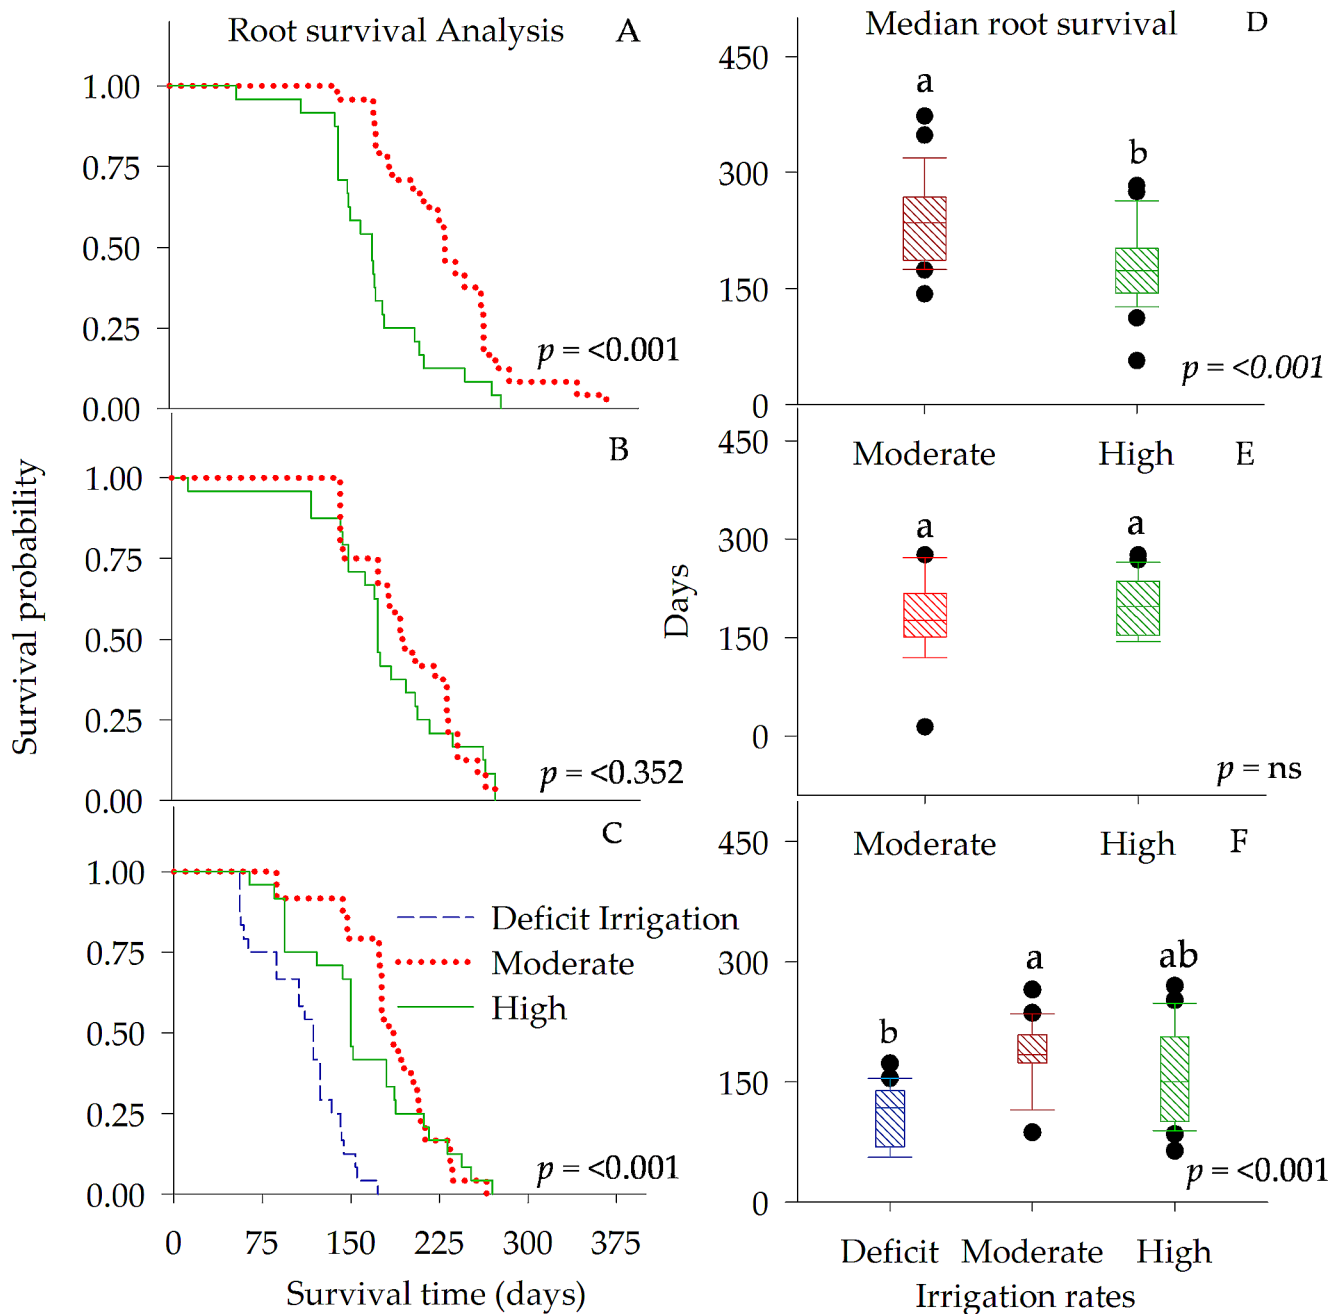 Root survival Analysis A
1.00
0.75
0.50
0.25
0.00
p = <0.001
B
1.00
0.75
0.50
0.25
0.00
p = <0.352
C
1.00
0.75
0.50
0.25
0.00
Deficit Irrigation
Moderate
High
p = <0.001
0 75 150 225 300 375
Survival time (days)
Survival probability
Median root survival D
450
300
150
0
a
b
p = <0.001
Moderate High E
450
300
150
0
a a
p = ns
Days
Moderate High F
450
300
150
0
b
a
ab
p = <0.001
Deficit Moderate High
Irrigation rates